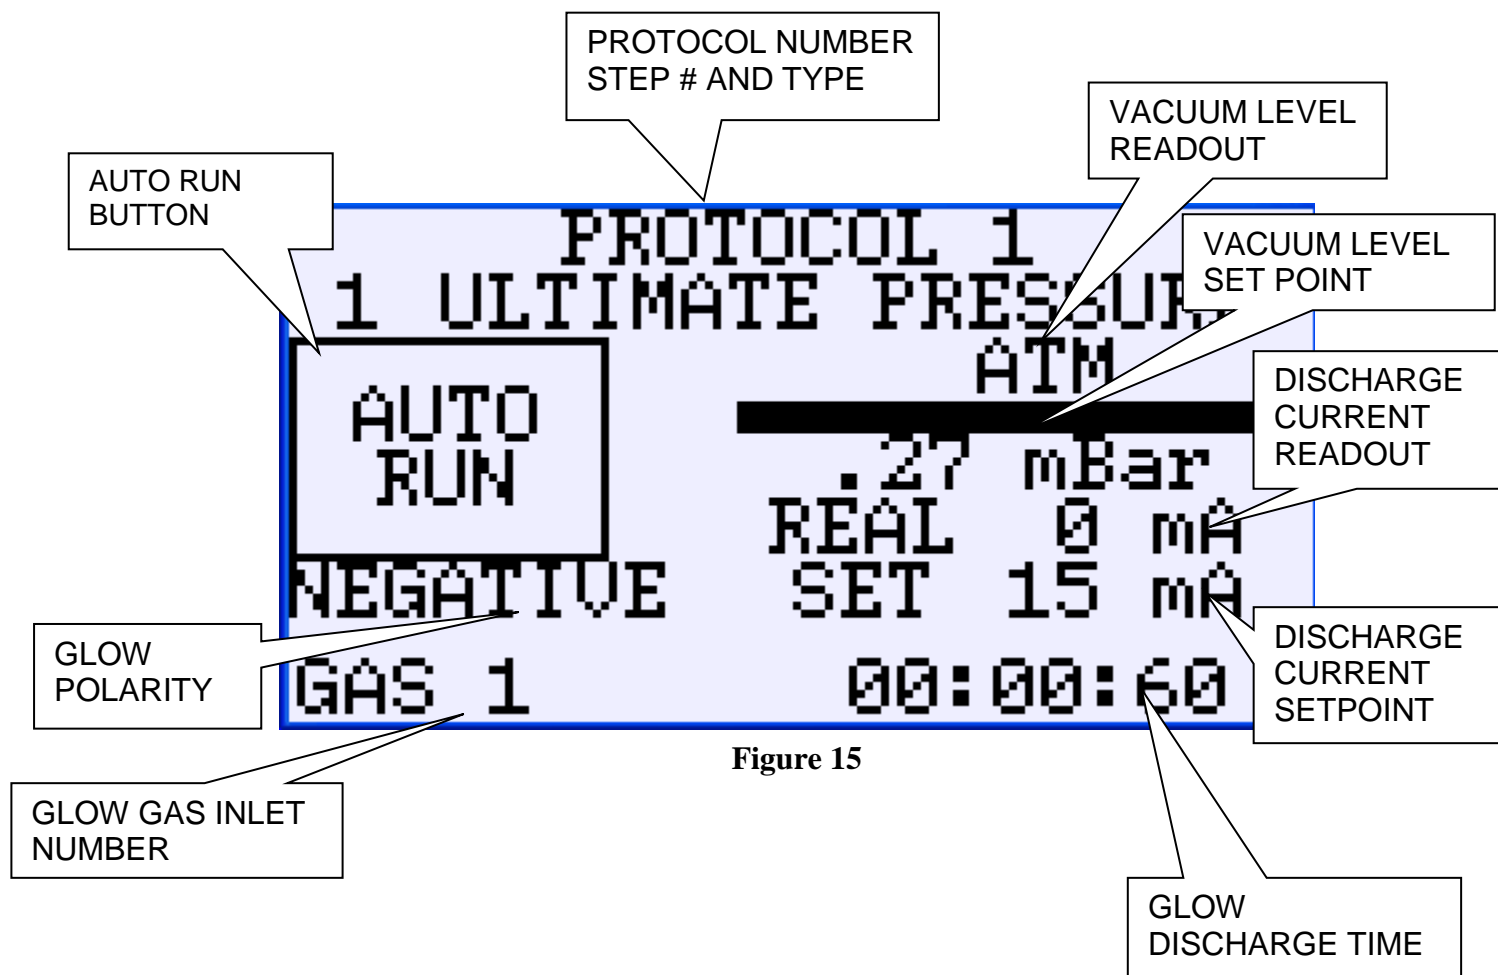 PROTOCOL NUMBER
STEP # AND TYPE
VACUUM LEVEL
READOUT
AUTO RUN
BUTTON
PROTOCOL 1
VACUUM LEVEL
SET POINT
1 ULTIMATE PRESSUR
ATM
AUTO
RUN
DISCHARGE
CURRENT
READOUT
.27 mBar
REAL 0 mA
NEGATIVE SET 15 mA
GLOW
POLARITY
DISCHARGE
CURRENT
SETPOINT
GAS 1 00:00:60
Figure 15
GLOW GAS INLET
NUMBER
GLOW
DISCHARGE TIME